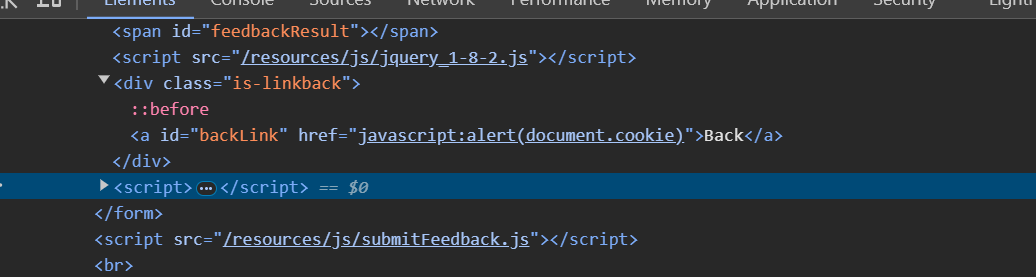 Elements Console Sources Network Performance Memory Application Security
<span id="feedbackResult"></span>
<script src="/resources/js/jquery_1-8-2.js"></script>
<div class="is-linkback">
::before
<a id="backLink" href="javascript:alert(document.cookie)">Back</a>
</div>
<script>…</script> == $0
</form>
<script src="/resources/js/submitFeedback.js"></script>
<br>